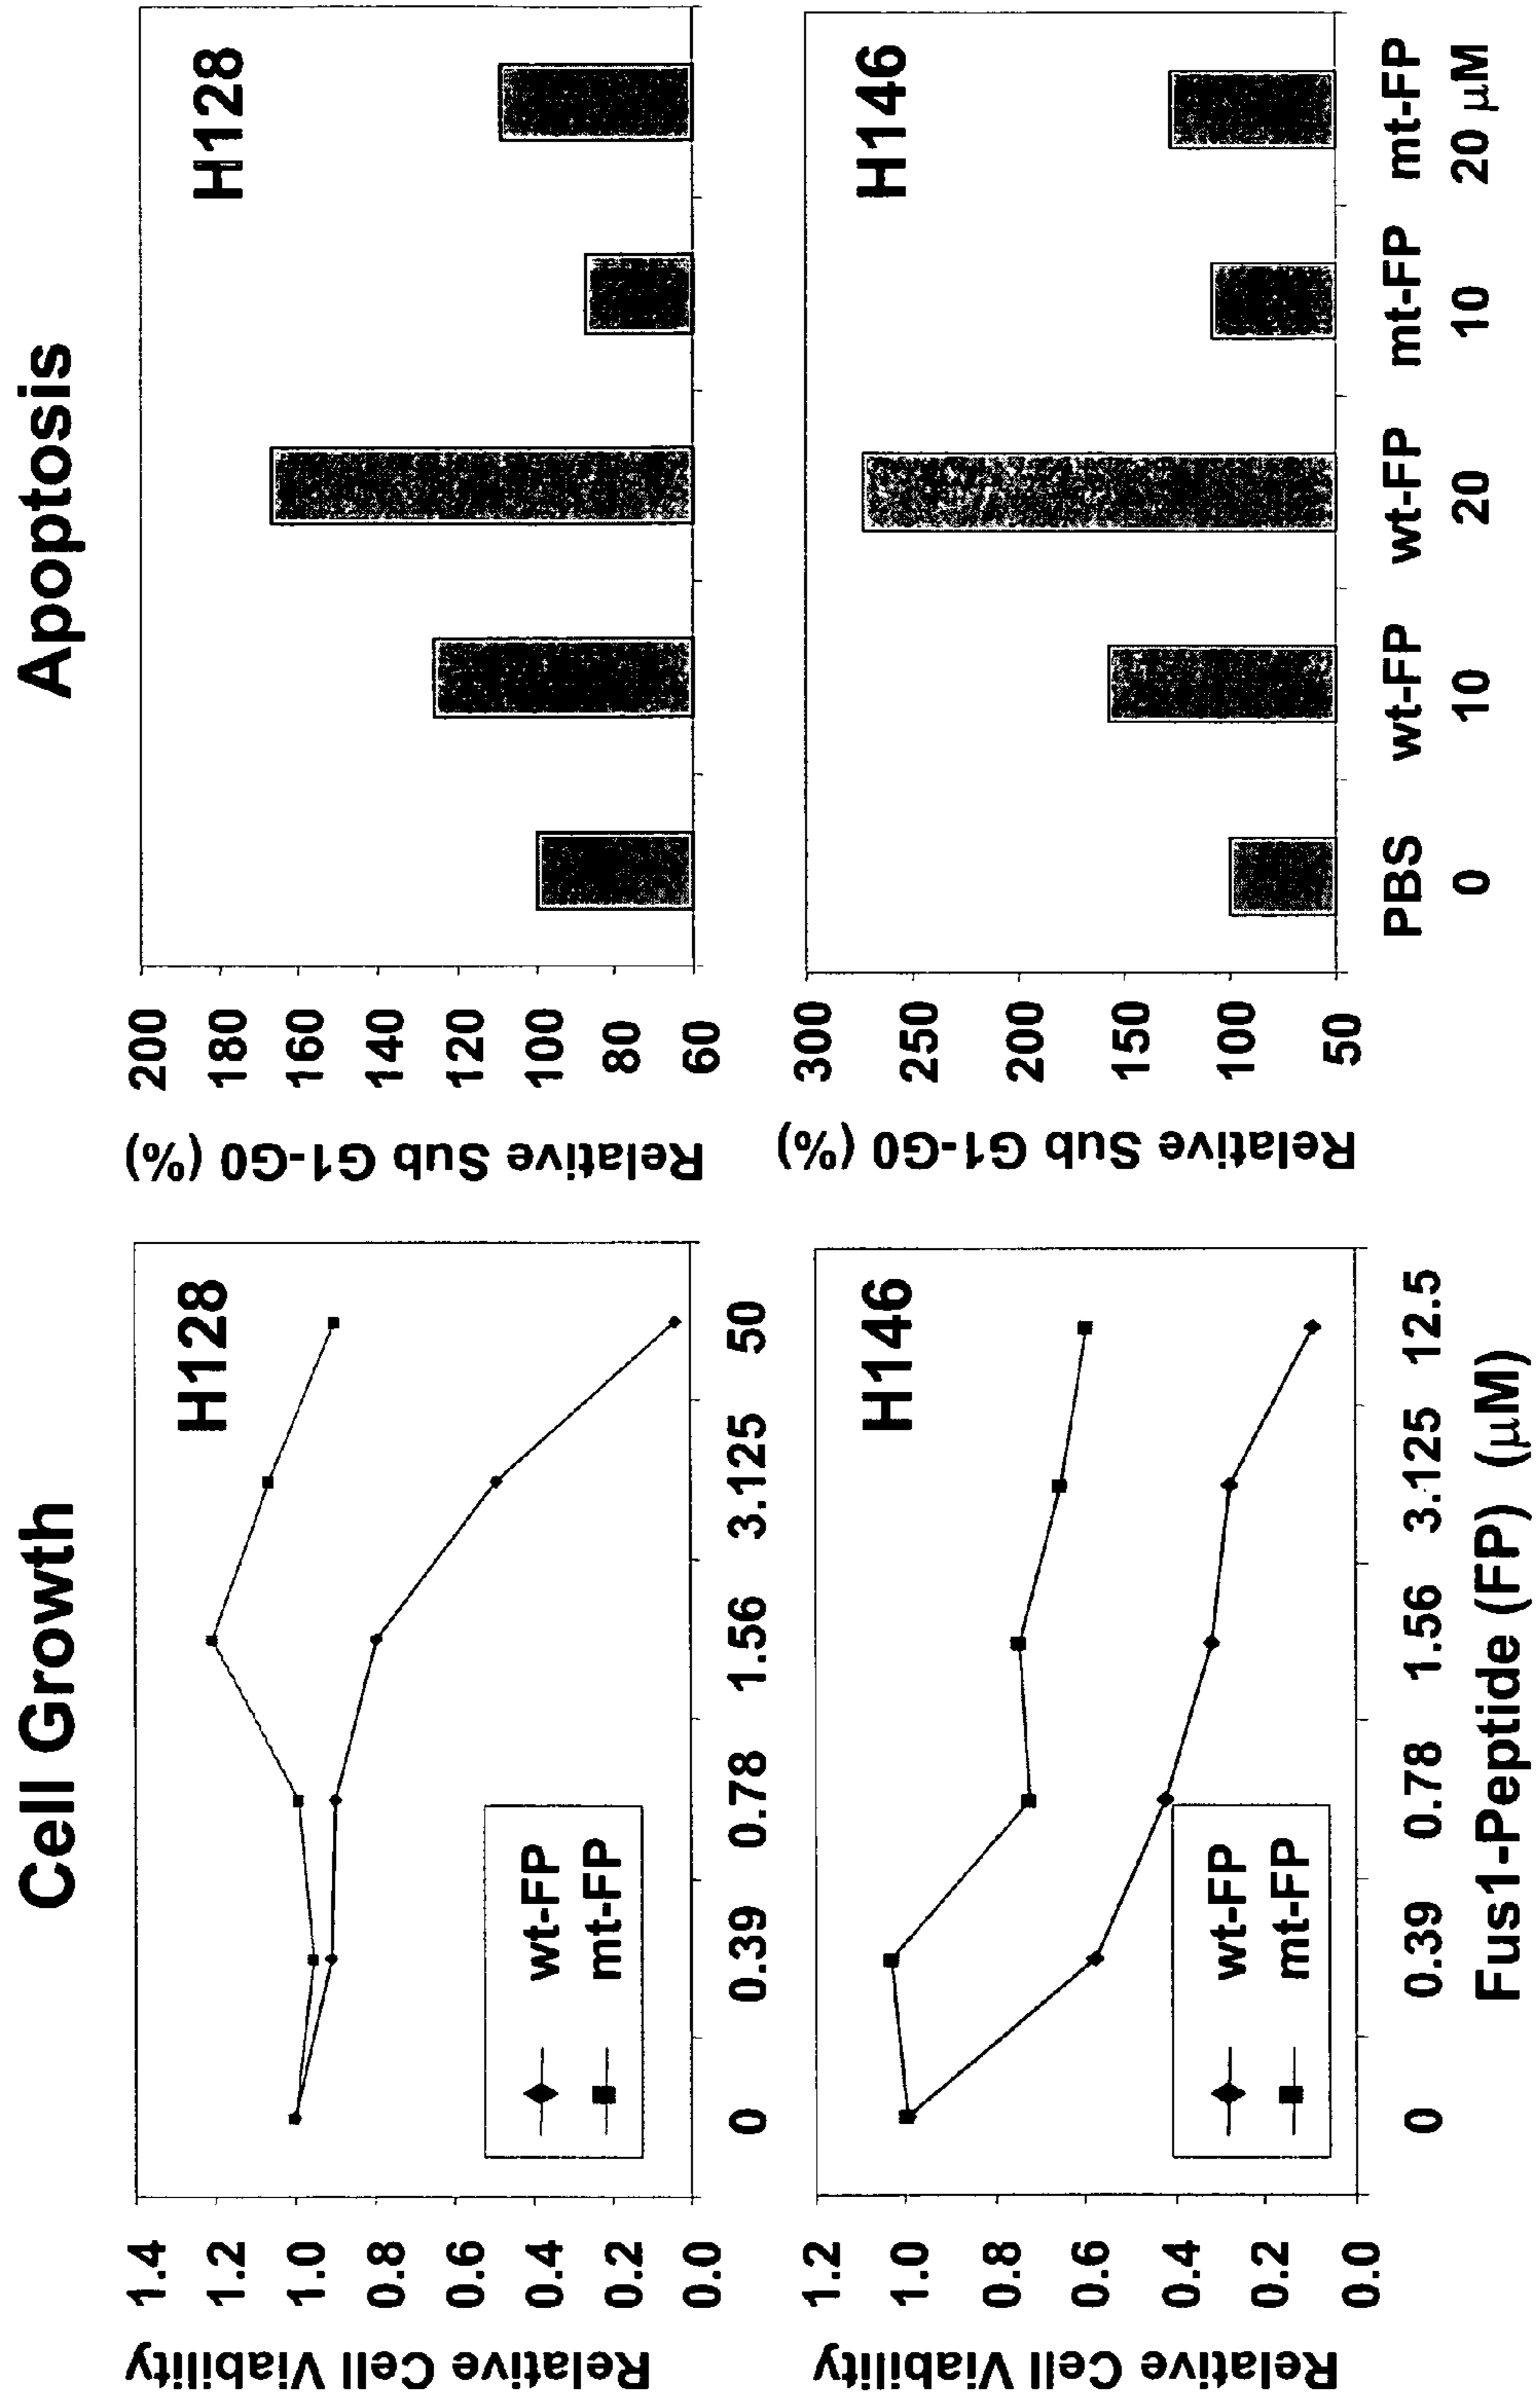 Cell Growth
Relative Cell Viability
1.4
1.2
1.0
0.8
0.6
0.4
0.2
0.0
H128
wt-FP
mt-FP
0 0.39 0.78 1.56 3.125 50
Relative Cell Viability
1.2
1.0
0.8
0.6
0.4
0.2
0.0
H146
wt-FP
mt-FP
0 0.39 0.78 1.56 3.125 12.5
Fus1-Peptide (FP) (μM)
Apoptosis
Relative Sub G1-G0 (%)
200
180
160
140
120
100
80
60
H128
Relative Sub G1-G0 (%)
300
250
200
150
100
50
H146
PBS wt-FP wt-FP mt-FP mt-FP
0 10 20 10 20 μM